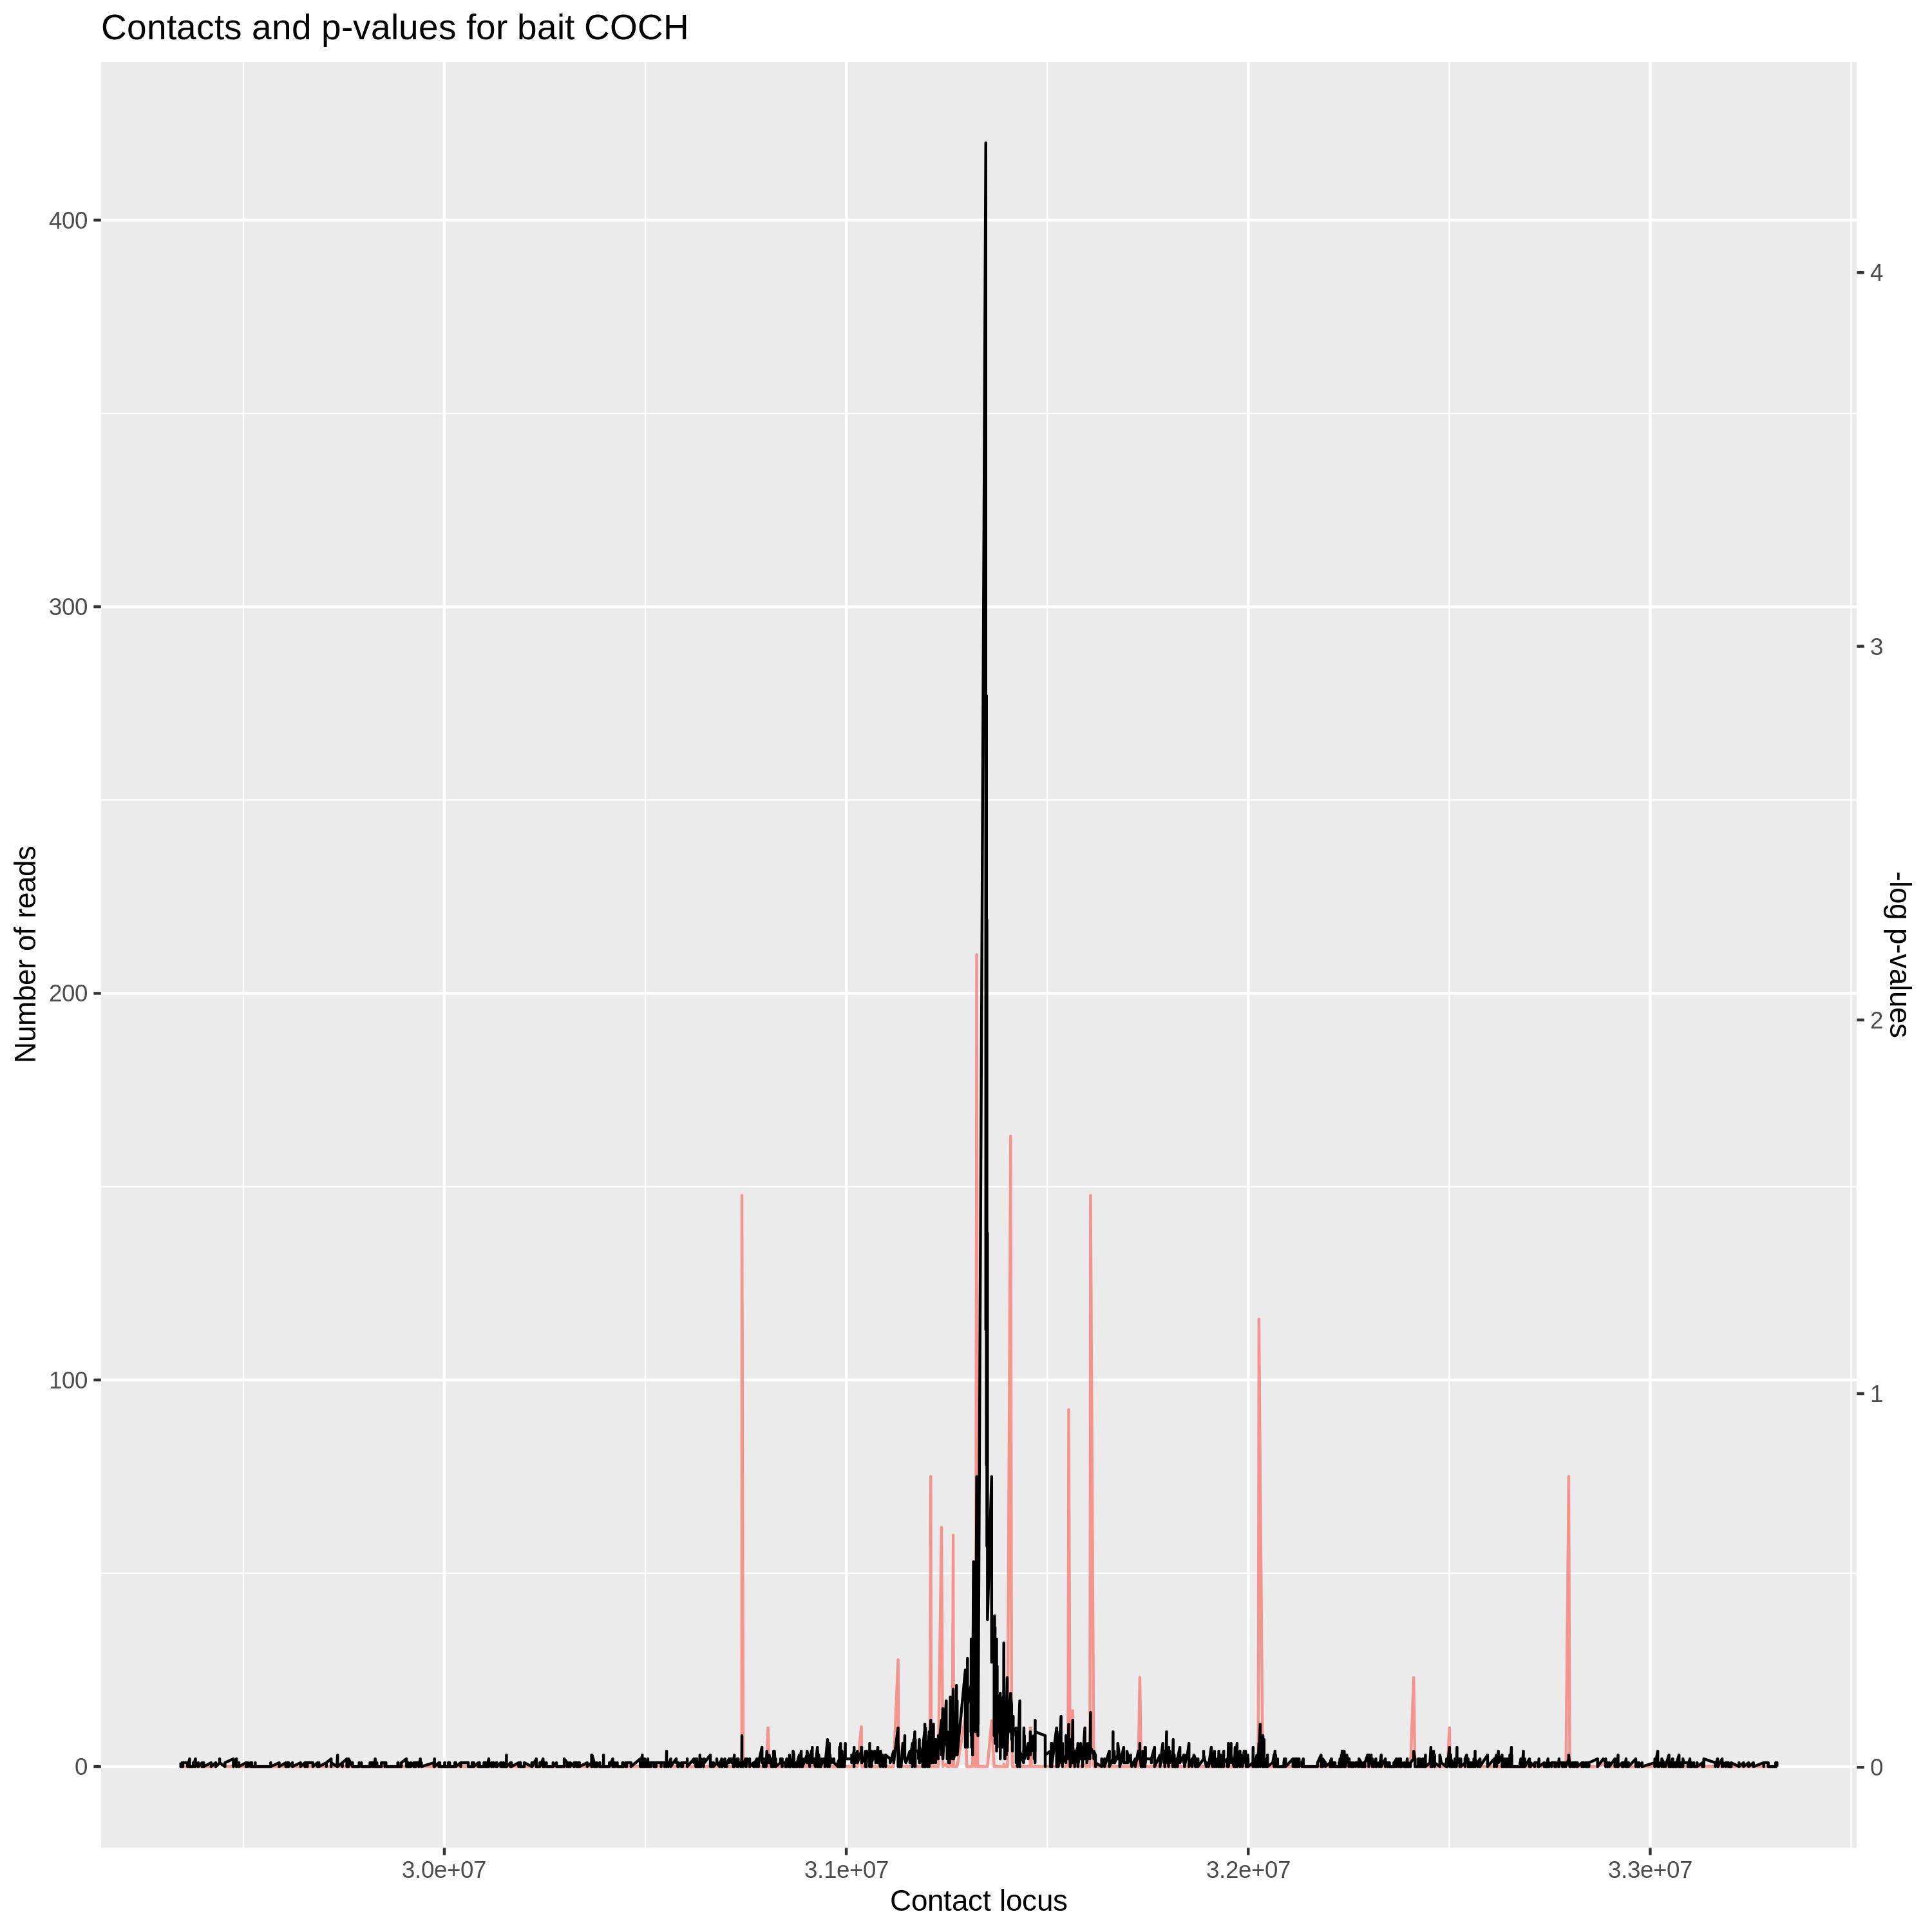 Contacts and p-values for bait COCH
400
300
200
100
0
Number of reads
4
3
2
1
0
-log p-values
3.0e+07
3.1e+07
3.2e+07
3.3e+07
Contact locus